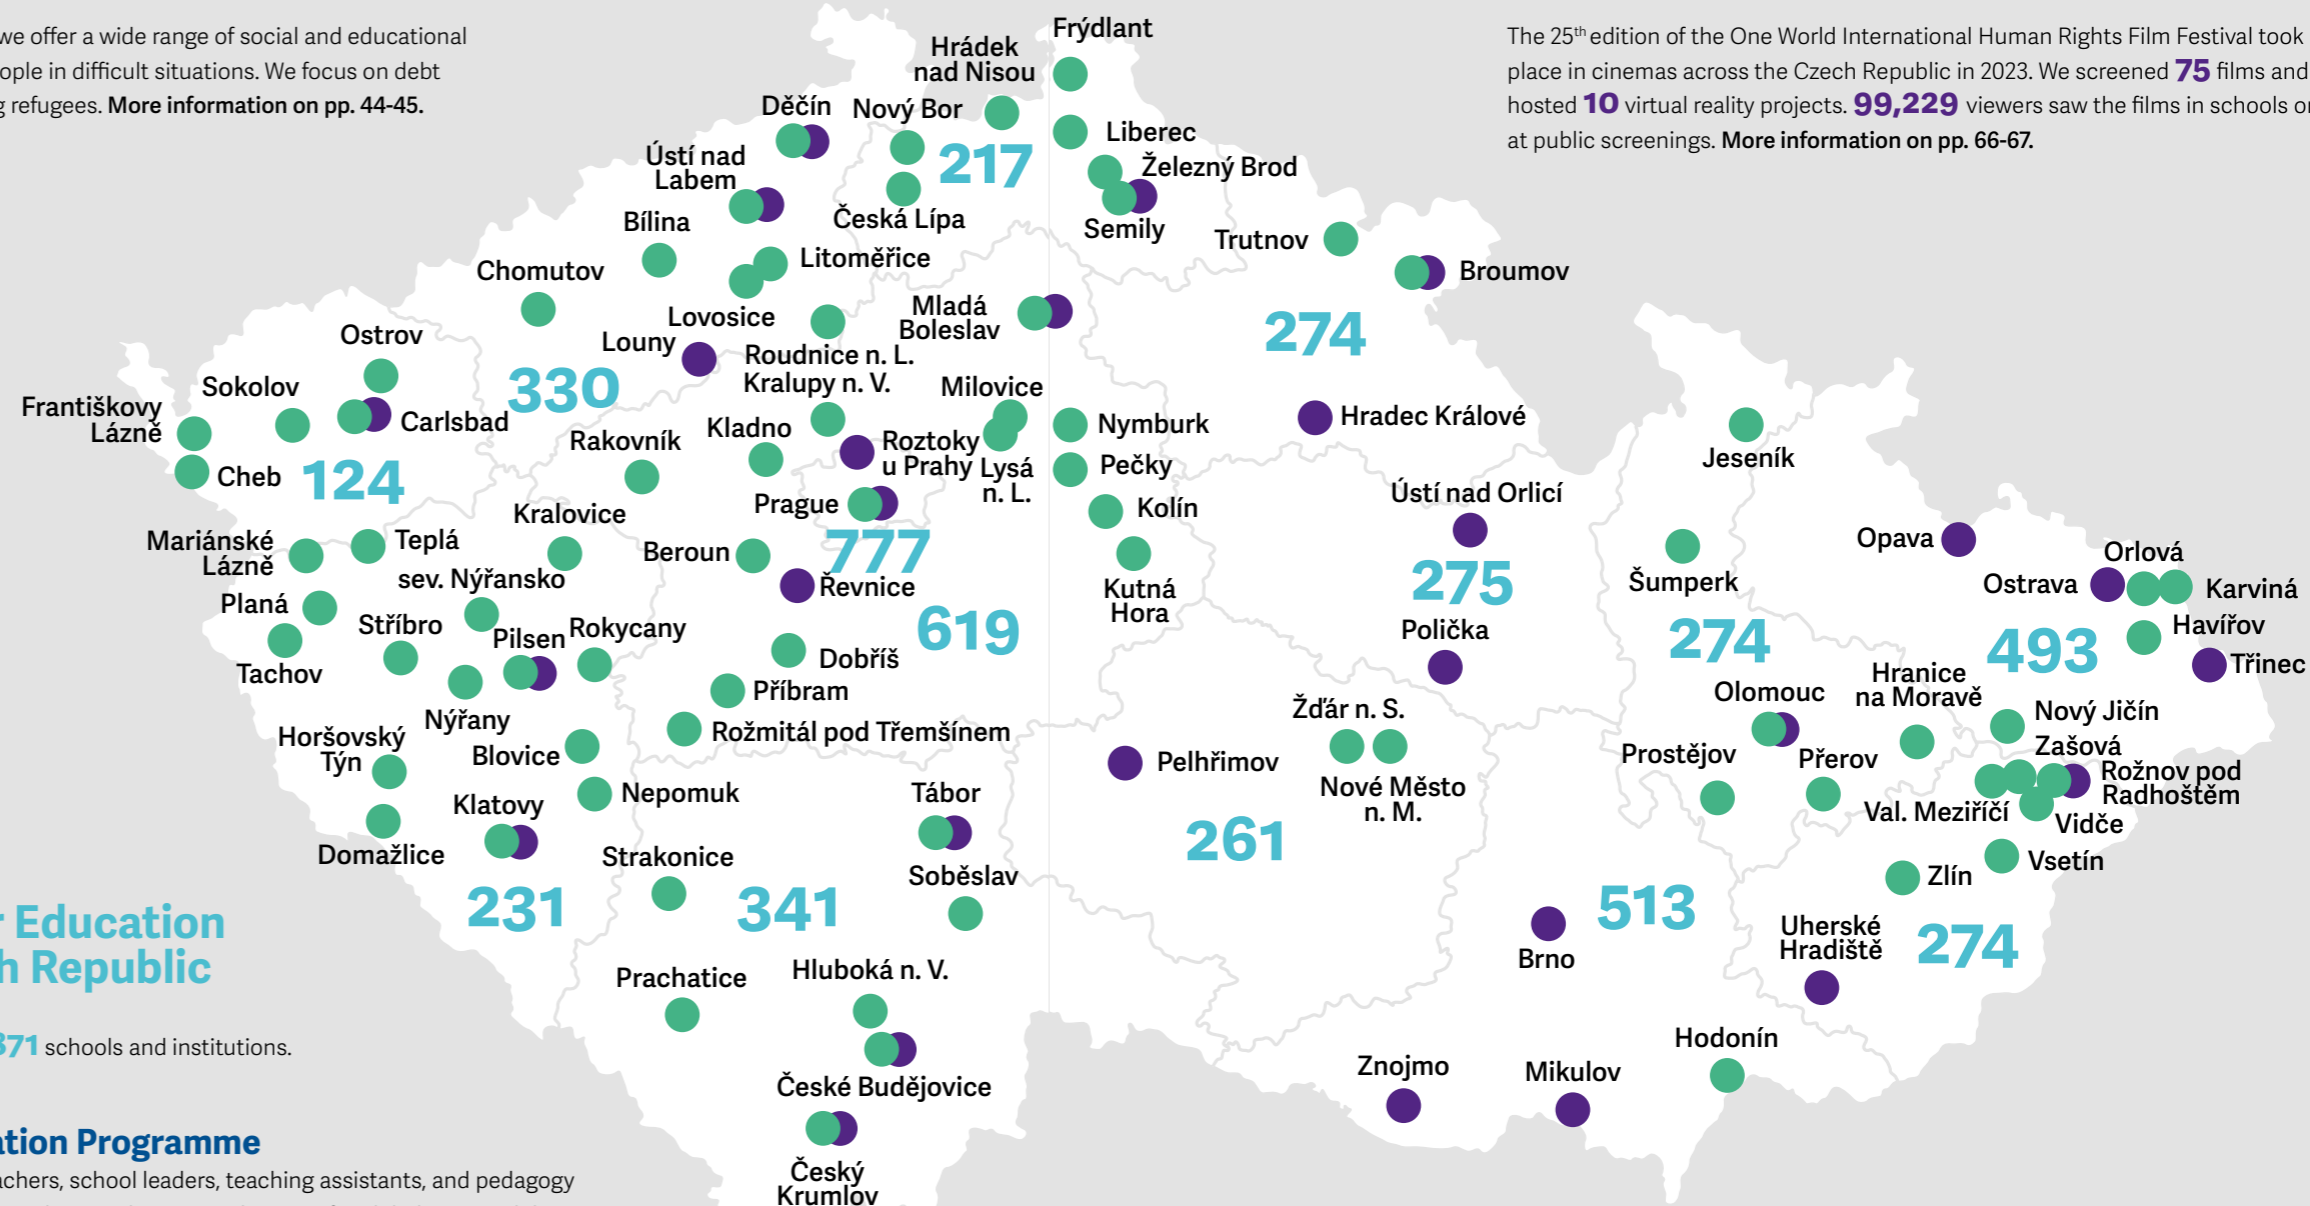 we offer a wide range of social and educational
ople in difficult situations. We focus on debt
g refugees. More information on pp. 44-45.
The 25th edition of the One World International Human Rights Film Festival took
place in cinemas across the Czech Republic in 2023. We screened 75 films and
hosted 10 virtual reality projects. 99,229 viewers saw the films in schools or
at public screenings. More information on pp. 66-67.
Frýdlant
Hrádek
nad Nisou
Děčín
Nový Bor
Liberec
217
Ústí nad
Labem
Železný Brod
Česká Lípa
Bílina
Semily
Trutnov
Litoměřice
Chomutov
Broumov
Mladá
Boleslav
Lovosice
Ostrov
Louny
274
Roudnice n. L.
Kralupy n. V.
Sokolov
330
Milovice
Františkovy
Lázně
Carlsbad
Hradec Králové
Nymburk
Kladno
Rakovník
Roztoky
u Prahy
Lysá
n. L.
Jeseník
Pečky
Cheb
124
Ústí nad Orlicí
Prague
Kolín
Kralovice
Mariánské
Lázně
Teplá
Beroun
777
Opava
Orlová
sev. Nýřansko
275
Šumperk
Ostrava
Karviná
Řevnice
Kutná
Hora
Planá
Stříbro
Pilsen
Rokycany
619
Polička
274
493
Havířov
Třinec
Dobříš
Tachov
Hranice
na Moravě
Příbram
Olomouc
Žďár n. S.
Nový Jičín
Nýřany
Rožmitál pod Třemšínem
Horšovský
Týn
Blovice
Zašová
Prostějov
Přerov
Pelhřimov
Rožnov pod
Radhoštěm
Nové Město
n. M.
Nepomuk
Tábor
Klatovy
Val. Meziříčí
Vidče
261
Domažlice
Strakonice
Vsetín
Soběslav
Zlín
231
341
513
r Education
h Republic
Uherské
Hradiště
274
Brno
Prachatice
Hluboká n. V.
871 schools and institutions.
Hodonín
Znojmo
Mikulov
České Budějovice
ation Programme
achers, school leaders, teaching assistants, and pedagogy
Český
Krumlov